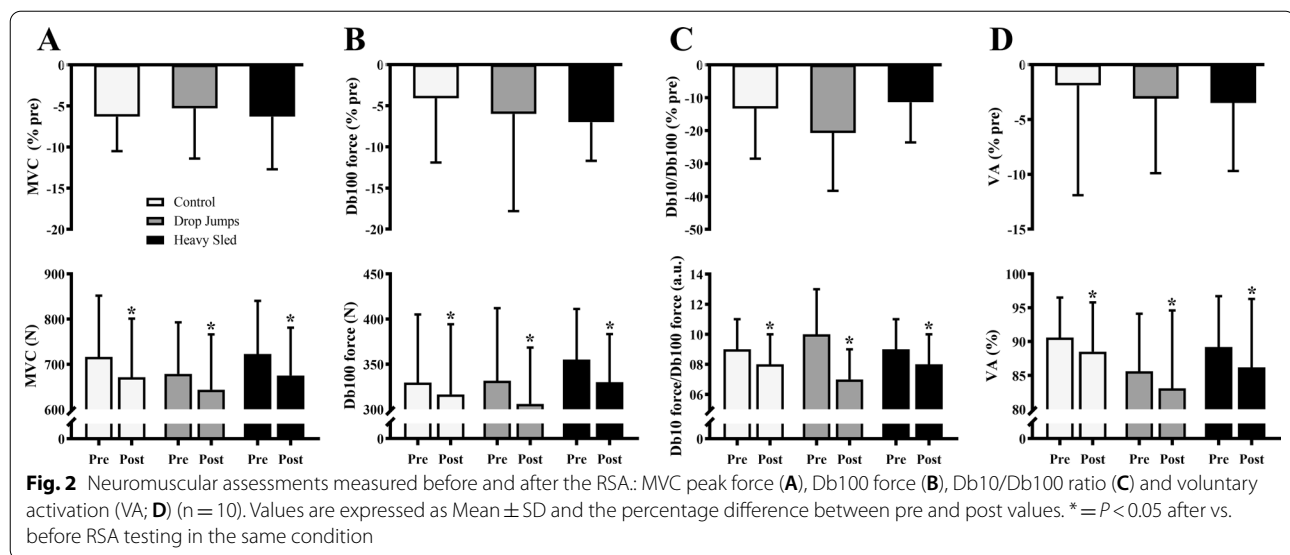 A
B
C
D
MVC (% pre)
0
-5
-10
-15
-20
Control
Drop Jumps
Heavy Sled
Db100 force (% pre)
0
-5
-10
-15
-20
Db10/Db100 (% pre)
0
-10
-20
-30
-40
-50
VA (% pre)
0
-5
-10
-15
MVC (N)
900
800
700
600
0
* * *
Pre Post Pre Post Pre Post
Db100 force (N)
450
400
350
300
0
* * *
Pre Post Pre Post Pre Post
Db10 force/Db100 force (a.u.)
14
12
10
08
06
0
* * *
Pre Post Pre Post Pre Post
VA (%)
100
95
90
85
80
0
* * *
Pre Post Pre Post Pre Post
Fig. 2 Neuromuscular assessments measured before and after the RSA.: MVC peak force (A), Db100 force (B), Db10/Db100 ratio (C) and voluntary
activation (VA; D) (n = 10). Values are expressed as Mean ± SD and the percentage difference between pre and post values. * = P < 0.05 after vs.
before RSA testing in the same condition